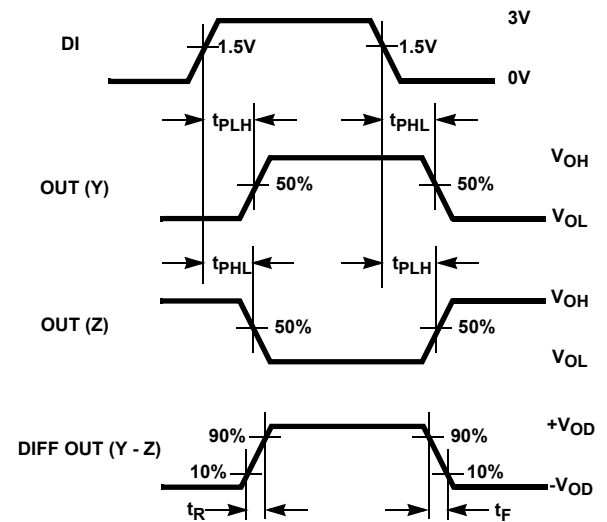 3V
DI
1.5V
1.5V
0V
tPLH
tPHL
VOH
OUT (Y)
50%
50%
VOL
tPHL
tPLH
VOH
OUT (Z)
50%
50%
VOL
+VOD
DIFF OUT (Y - Z)
90%
90%
10%
10%
-VOD
tR
tF